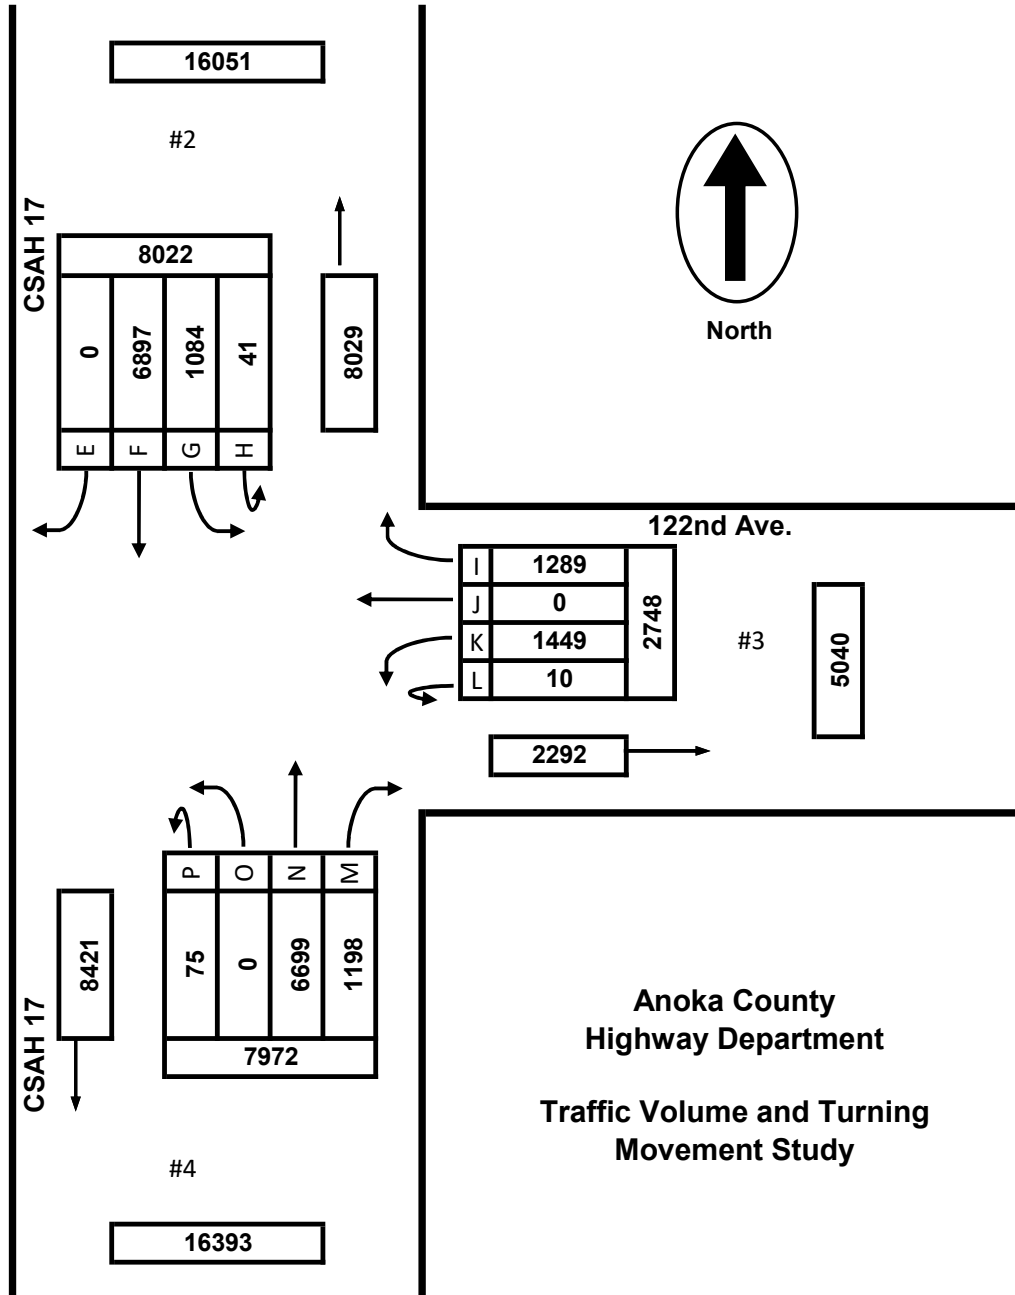 16051
#2
CSAH 17
8022
0
6897
1084
41
E
F
G
H
8029
North
122nd Ave.
I
1289
J
0
K
1449
L
10
2748
#3
5040
2292
P
O
N
M
75
0
6699
1198
7972
8421
CSAH 17
#4
16393
Anoka County
Highway Department
Traffic Volume and Turning
Movement Study